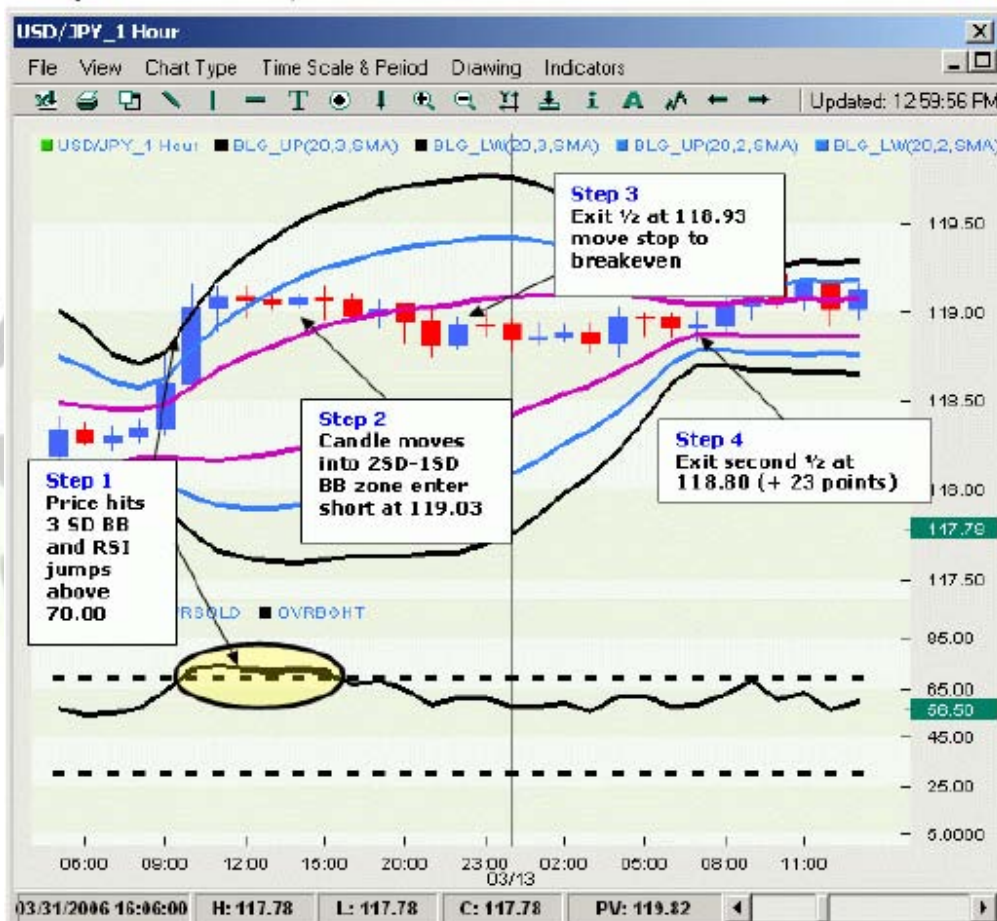 USD/JPY_1 Hour
File View Chart Type Time Scale & Period Drawing Indicators
Updated: 12:59:56 PM
USD/JPY_1 Hour BLG_UP(20,3,SMA) BLG_LW(20,3,SMA) BLG_UP(20,2,SMA) BLG_LW(20,2,SMA)
Step 3
Exit ½ at 118.93
move stop to
breakeven
119.50
119.00
118.50
118.00
117.78
117.50
Step 2
Candle moves
into 2SD-1SD
BB zone enter
short at 119.03
Step 4
Exit second ½ at
118.80 (+ 23 points)
Step 1
Price hits
3 SD BB
and RSI
jumps
above
70.00
RSOLD OVRBOHT
85.00
65.00
56.50
45.00
25.00
5.0000
06:00 09:00 12:00 15:00 20:00 23:00 02:00 05:00 08:00 11:00
03/13
03/31/2006 16:06:00 H: 117.78 L: 117.78 C: 117.78 PV: 119.82